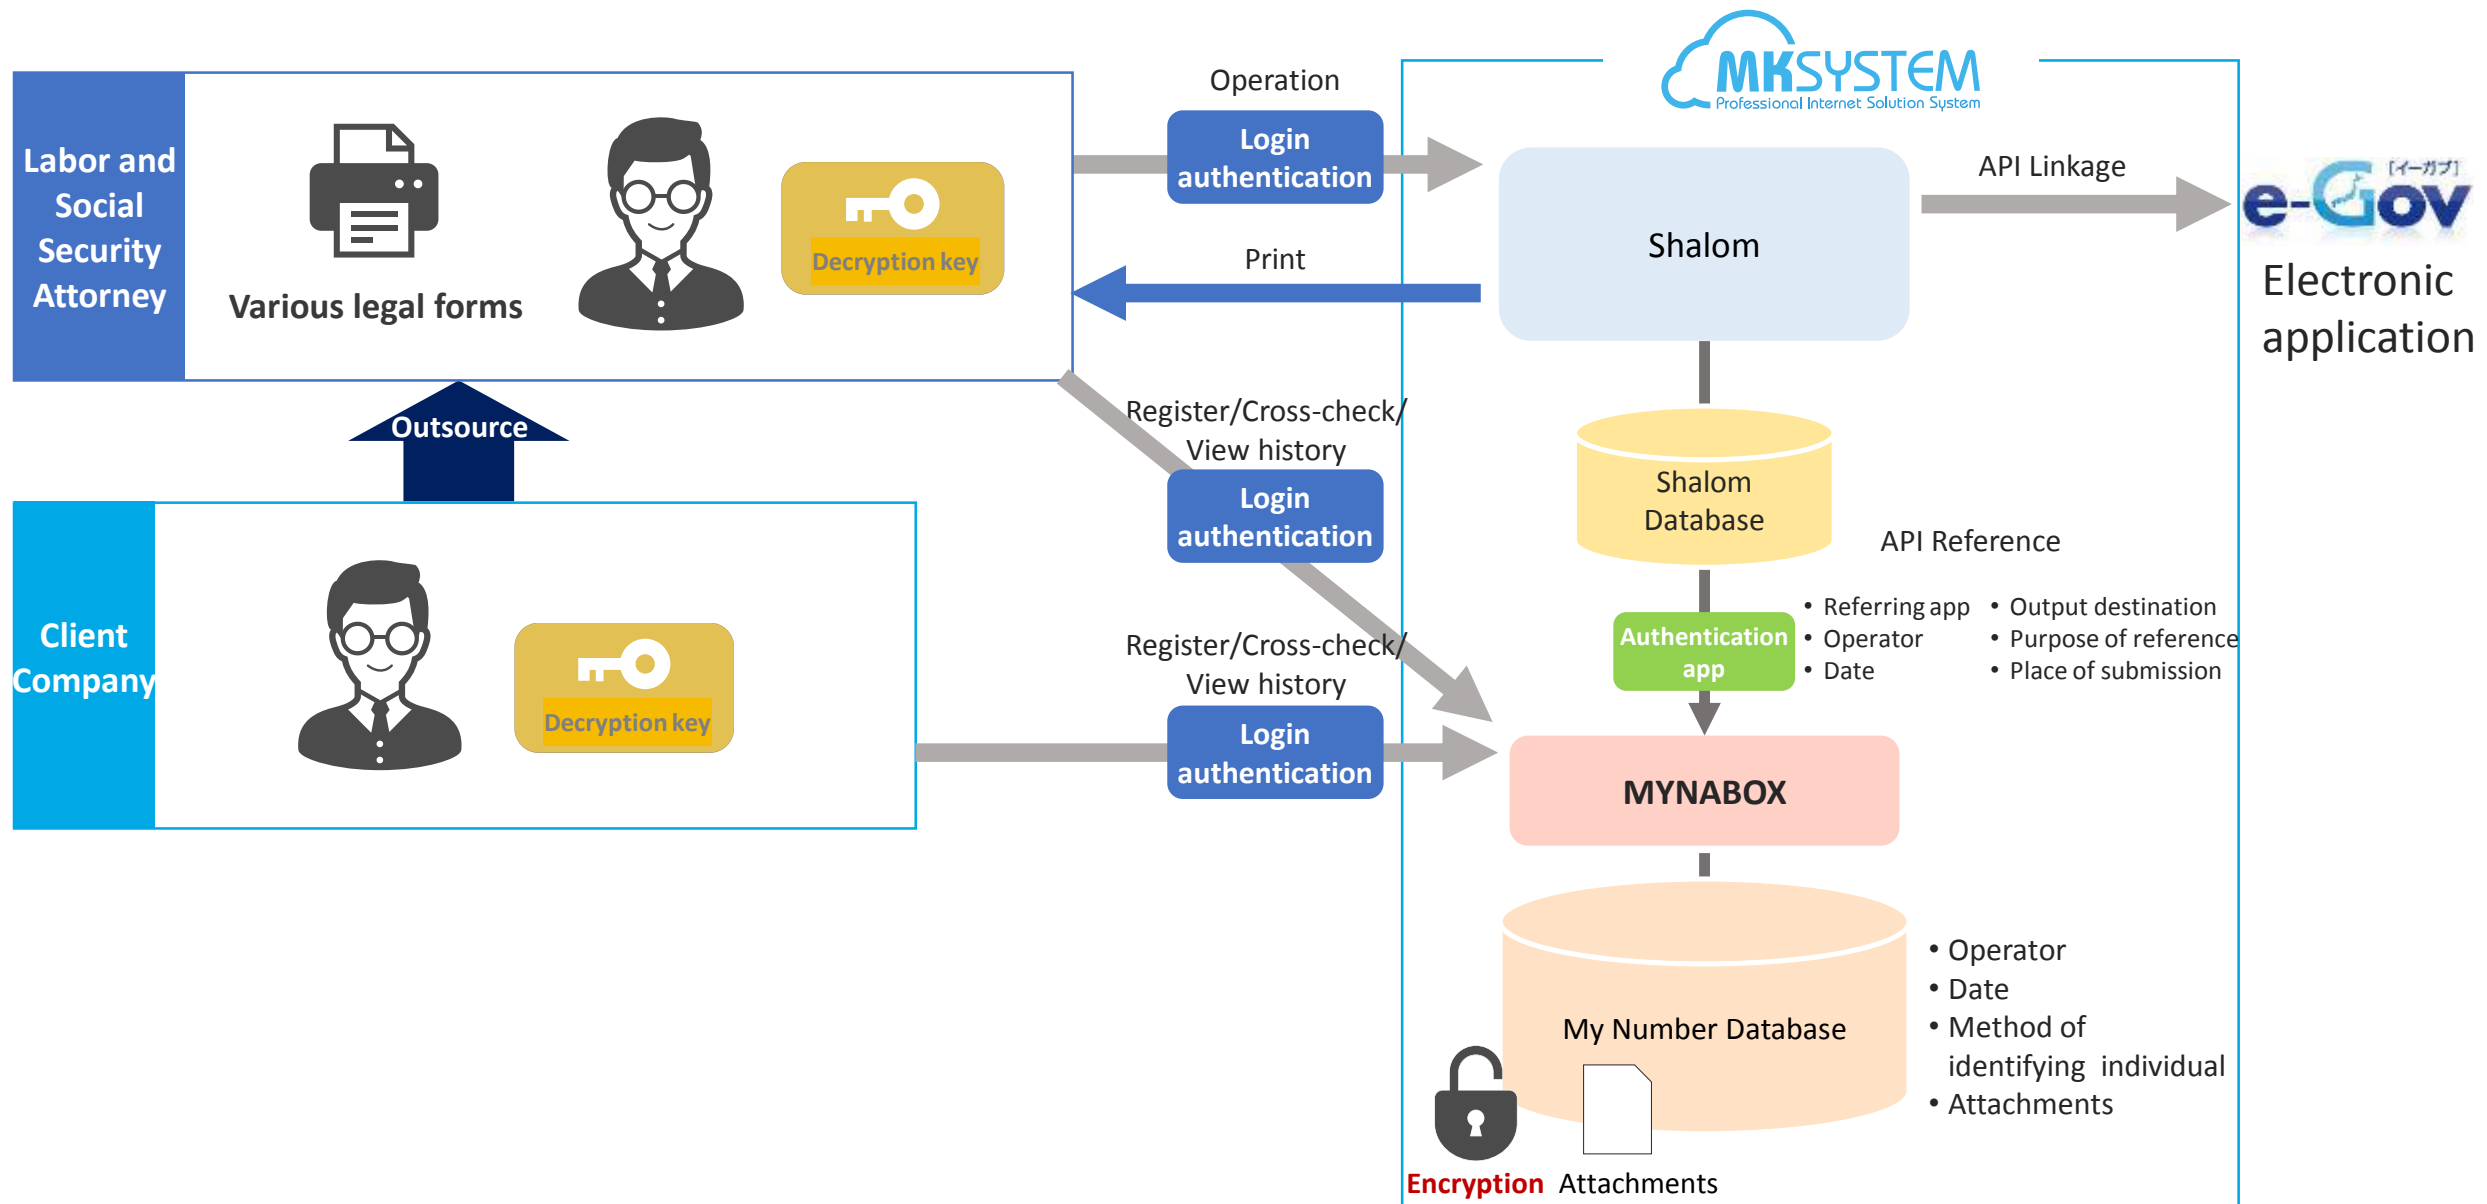 MKSYSTEM
Professional Internet Solution System
Labor and
Social
Security
Attorney
Various legal forms
Decryption key
Operation
Login
authentication
Print
Shalom
API Linkage
[イーガブ]
e-Gov
Electronic
application
Outsource
Register/Cross-check/
View history
Login
authentication
Shalom
Database
API Reference
Authentication
app
• Referring app
• Operator
• Date
• Output destination
• Purpose of reference
• Place of submission
Client
Company
Decryption key
Register/Cross-check/
View history
Login
authentication
MYNABOX
My Number Database
• Operator
• Date
• Method of
identifying individual
• Attachments
Encryption
Attachments